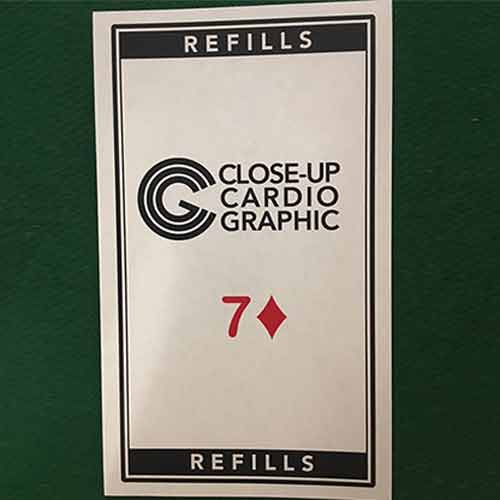 REFILLS
CLOSE-UP
CARDIO
GRAPHIC
7♦
REFILLS